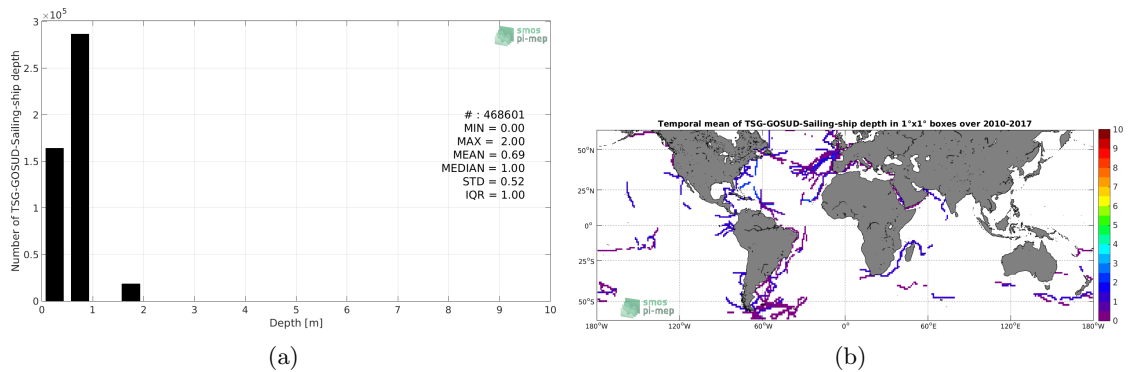 3 ×10^5
2.5
2
1.5
1
0.5
0
Number of TSG-GOSUD-Sailing-ship depth
smos
pi-mep
# : 468601
MIN = 0.00
MAX = 2.00
MEAN = 0.69
MEDIAN = 1.00
STD = 0.52
IQR = 1.00
0 1 2 3 4 5 6 7 8 9 10
Depth [m]
(a)
Temporal mean of TSG-GOSUD-Sailing-ship depth in 1°x1° boxes over 2010-2017
50°N
25°N
0°
25°S
50°S
180°W 120°W 60°W 0° 60°E 120°E 180°W
smos
pi-mep
10
9
8
7
6
5
4
3
2
1
0
(b)